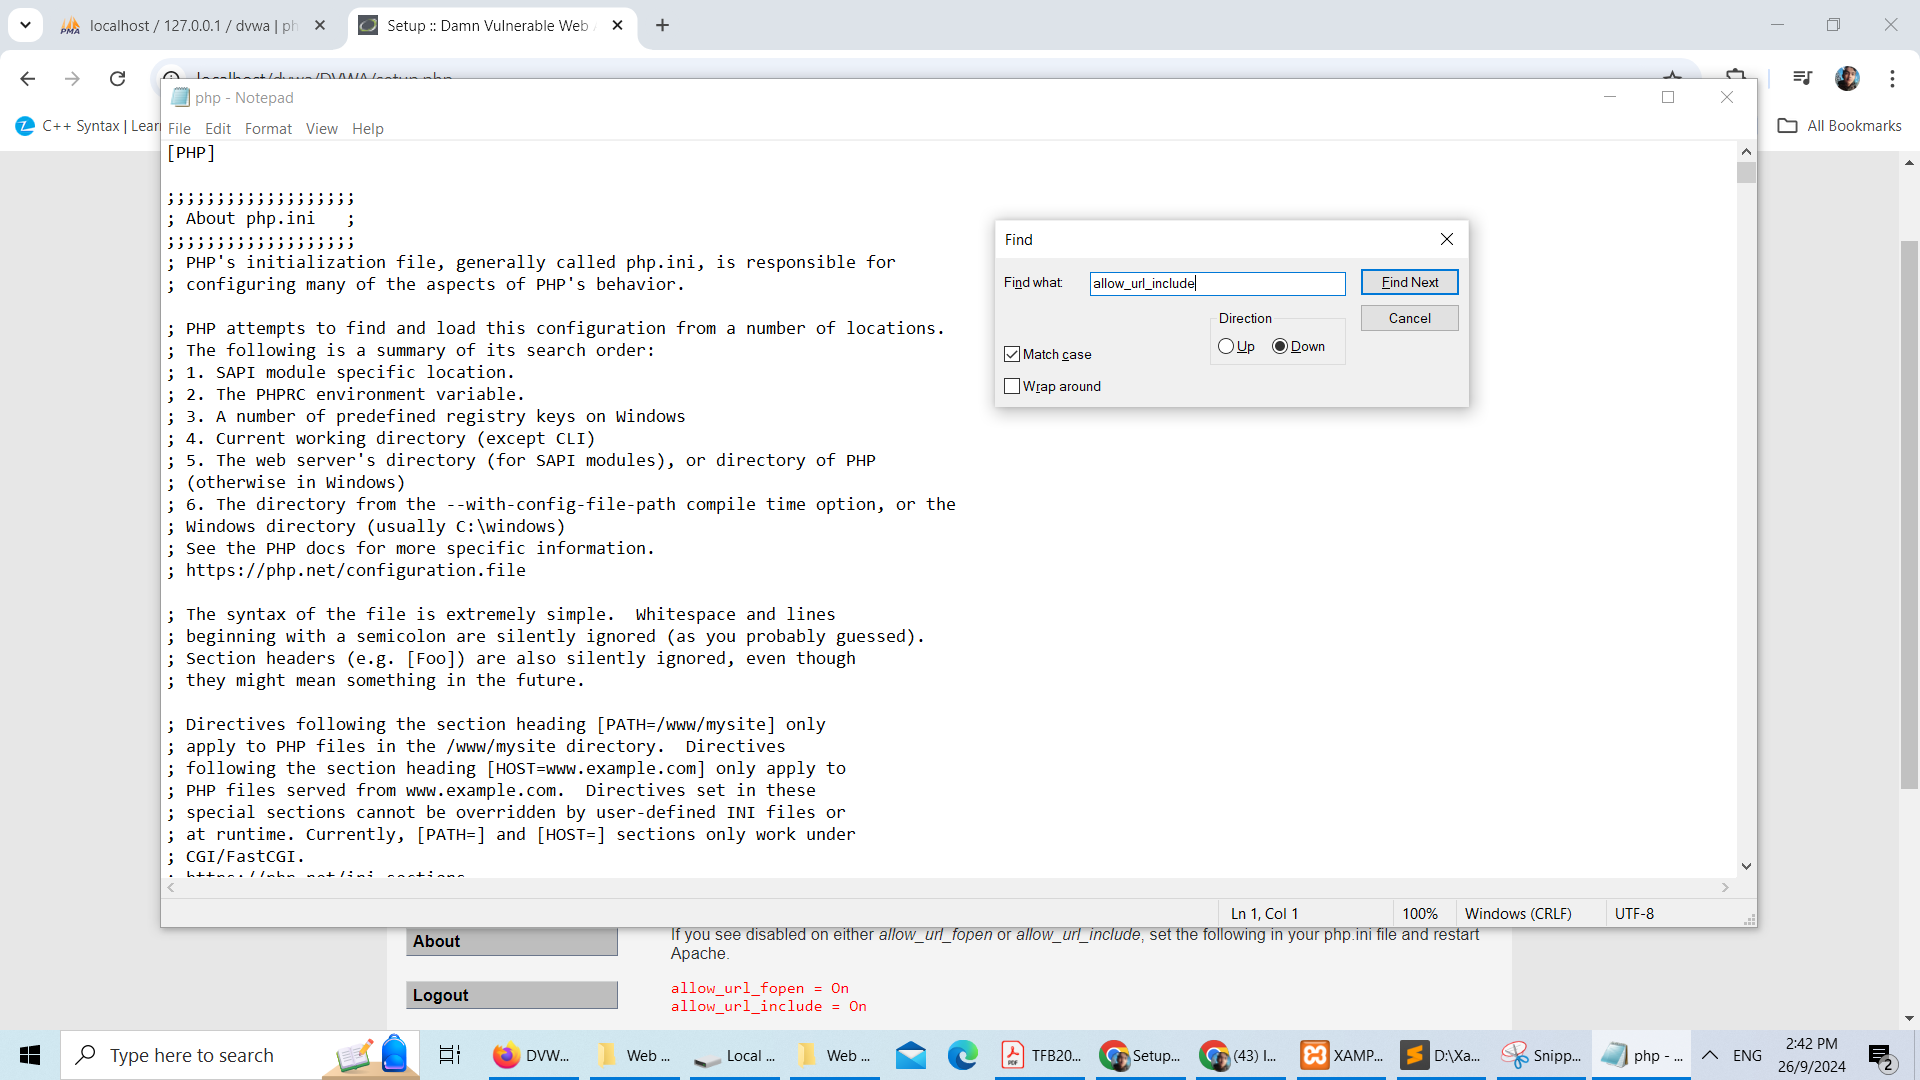 localhost / 127.0.0.1 / dvwa | ph
Setup :: Damn Vulnerable Web A
localhost/dvwa/DVWA/setup.php
C++ Syntax | Lear
All Bookmarks
php - Notepad
File Edit Format View Help
[PHP]
;;;;;;;;;;;;;;;;;;;
; About php.ini   ;
;;;;;;;;;;;;;;;;;;;
; PHP's initialization file, generally called php.ini, is responsible for
; configuring many of the aspects of PHP's behavior.
; PHP attempts to find and load this configuration from a number of locations.
; The following is a summary of its search order:
; 1. SAPI module specific location.
; 2. The PHPRC environment variable.
; 3. A number of predefined registry keys on Windows
; 4. Current working directory (except CLI)
; 5. The web server's directory (for SAPI modules), or directory of PHP
; (otherwise in Windows)
; 6. The directory from the --with-config-file-path compile time option, or the
; Windows directory (usually C:\windows)
; See the PHP docs for more specific information.
; https://php.net/configuration.file
; The syntax of the file is extremely simple.  Whitespace and lines
; beginning with a semicolon are silently ignored (as you probably guessed).
; Section headers (e.g. [Foo]) are also silently ignored, even though
; they might mean something in the future.
; Directives following the section heading [PATH=/www/mysite] only
; apply to PHP files in the /www/mysite directory.  Directives
; following the section heading [HOST=www.example.com] only apply to
; PHP files served from www.example.com.  Directives set in these
; special sections cannot be overridden by user-defined INI files or
; at runtime. Currently, [PATH=] and [HOST=] sections only work under
; CGI/FastCGI.
; https://php.net/ini.sections
Find
Find what:
allow_url_include
Find Next
Cancel
Direction
Up
Down
Match case
Wrap around
Ln 1, Col 1
100%
Windows (CRLF)
UTF-8
About
Logout
If you see disabled on either allow_url_fopen or allow_url_include, set the following in your php.ini file and restart
Apache.
allow_url_fopen = On
allow_url_include = On
Type here to search
DVW...
Web ...
Local ...
Web ...
TFB20...
Setup...
(43) I...
XAMP...
D:\Xa...
Snipp...
php - ...
ENG
2:42 PM
26/9/2024
2